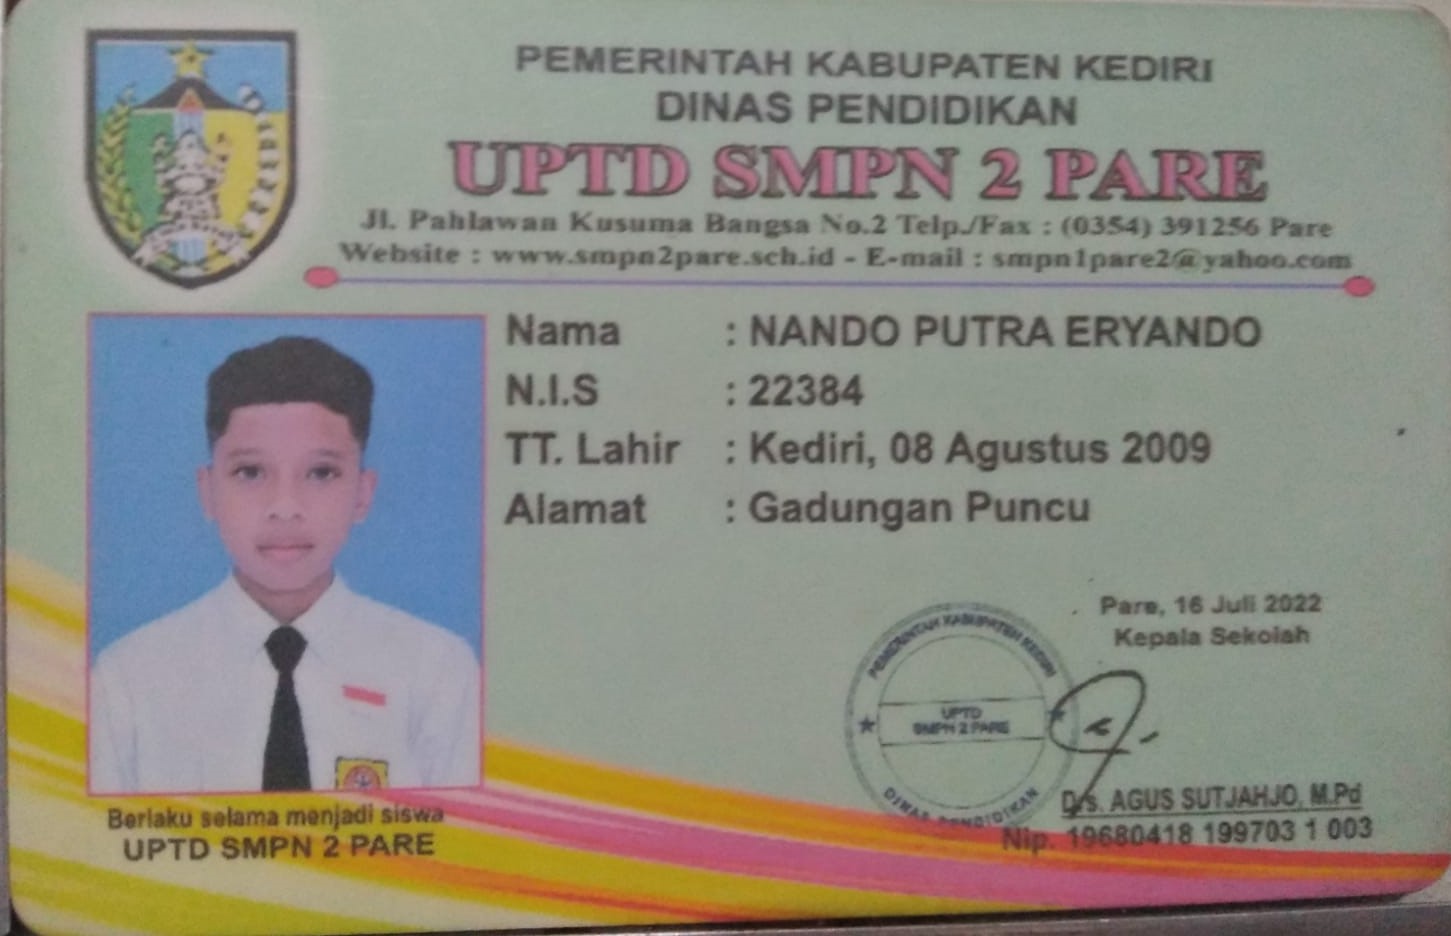 PEMERINTAH KABUPATEN KEDIRI
DINAS PENDIDIKAN
UPTD SMPN 2 PARE
Jl. Pahlawan Kusuma Bangsa No.2 Telp./Fax : (0354) 391256 Pare
Website : www.smpn2pare.sch.id - E-mail : smpn1pare2@yahoo.com
Nama : NANDO PUTRA ERYANDO
N.I.S : 22384
TT. Lahir : Kediri, 08 Agustus 2009
Alamat : Gadungan Puncu
Pare, 16 Juli 2022
Kepala Sekolah
PEMERINTAH KABUPATEN KEDIRI
UPTD
SMPN 2 PARE
DINAS PENDIDIKAN
Drs. AGUS SUTJAHJO, M.Pd
Nip. 19680418 199703 1 003
Berlaku selama menjadi siswa
UPTD SMPN 2 PARE